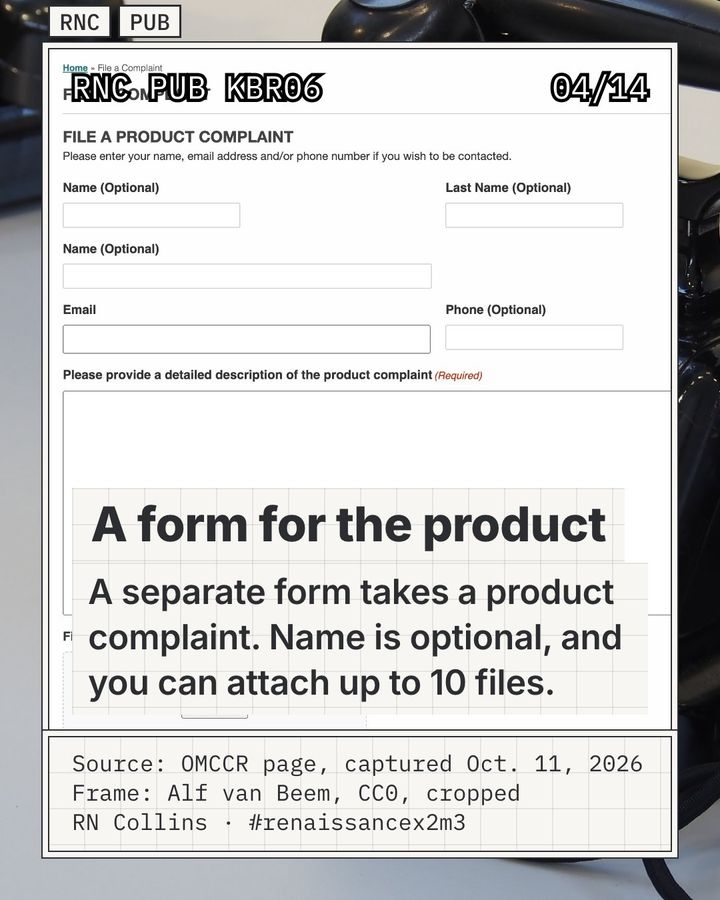 RNC PUB
Home » File a Complaint
RNC PUB KBR06 04/14
FILE A PRODUCT COMPLAINT
Please enter your name, email address and/or phone number if you wish to be contacted.
Name (Optional) Last Name (Optional)
Name (Optional)
Email Phone (Optional)
Please provide a detailed description of the product complaint (Required)
A form for the product
A separate form takes a product
complaint. Name is optional, and
you can attach up to 10 files.
Source: OMCCR page, captured Oct. 11, 2026
Frame: Alf van Beem, CC0, cropped
RN Collins · #renaissancex2m3